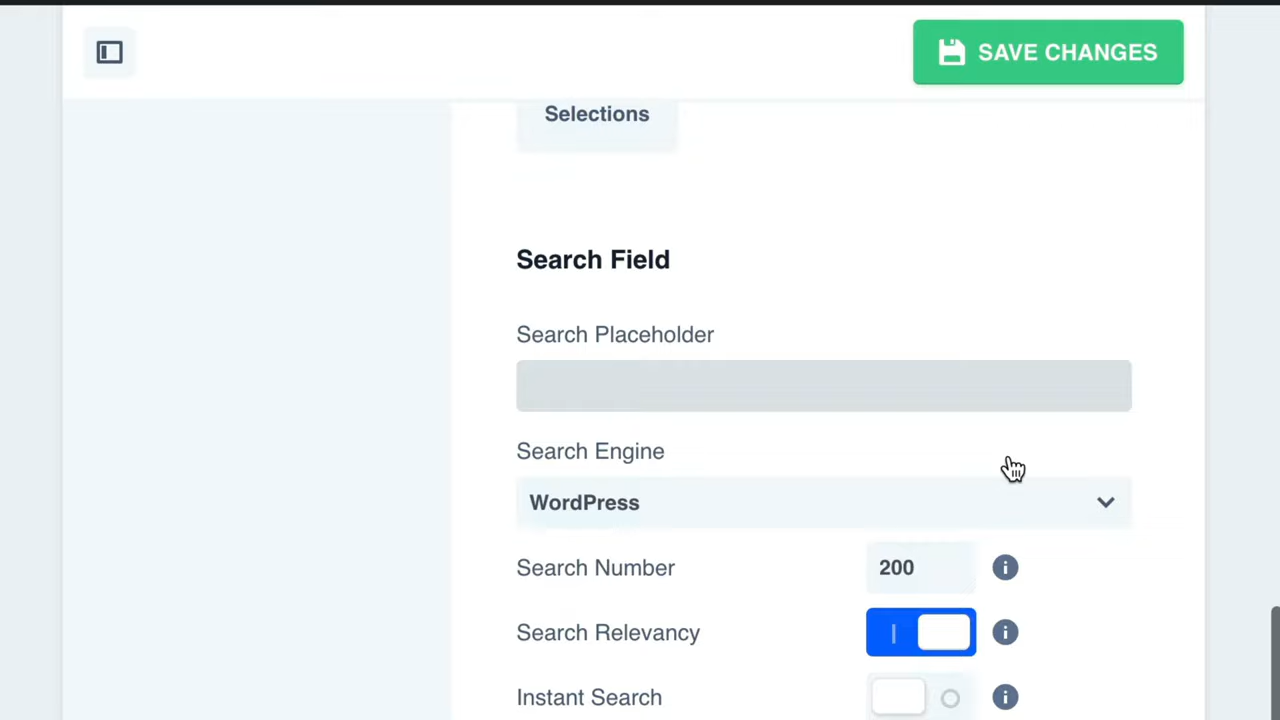 SAVE CHANGES
Selections
Search Field
Search Placeholder
Search Engine
WordPress
Search Number
200
Search Relevancy
Instant Search